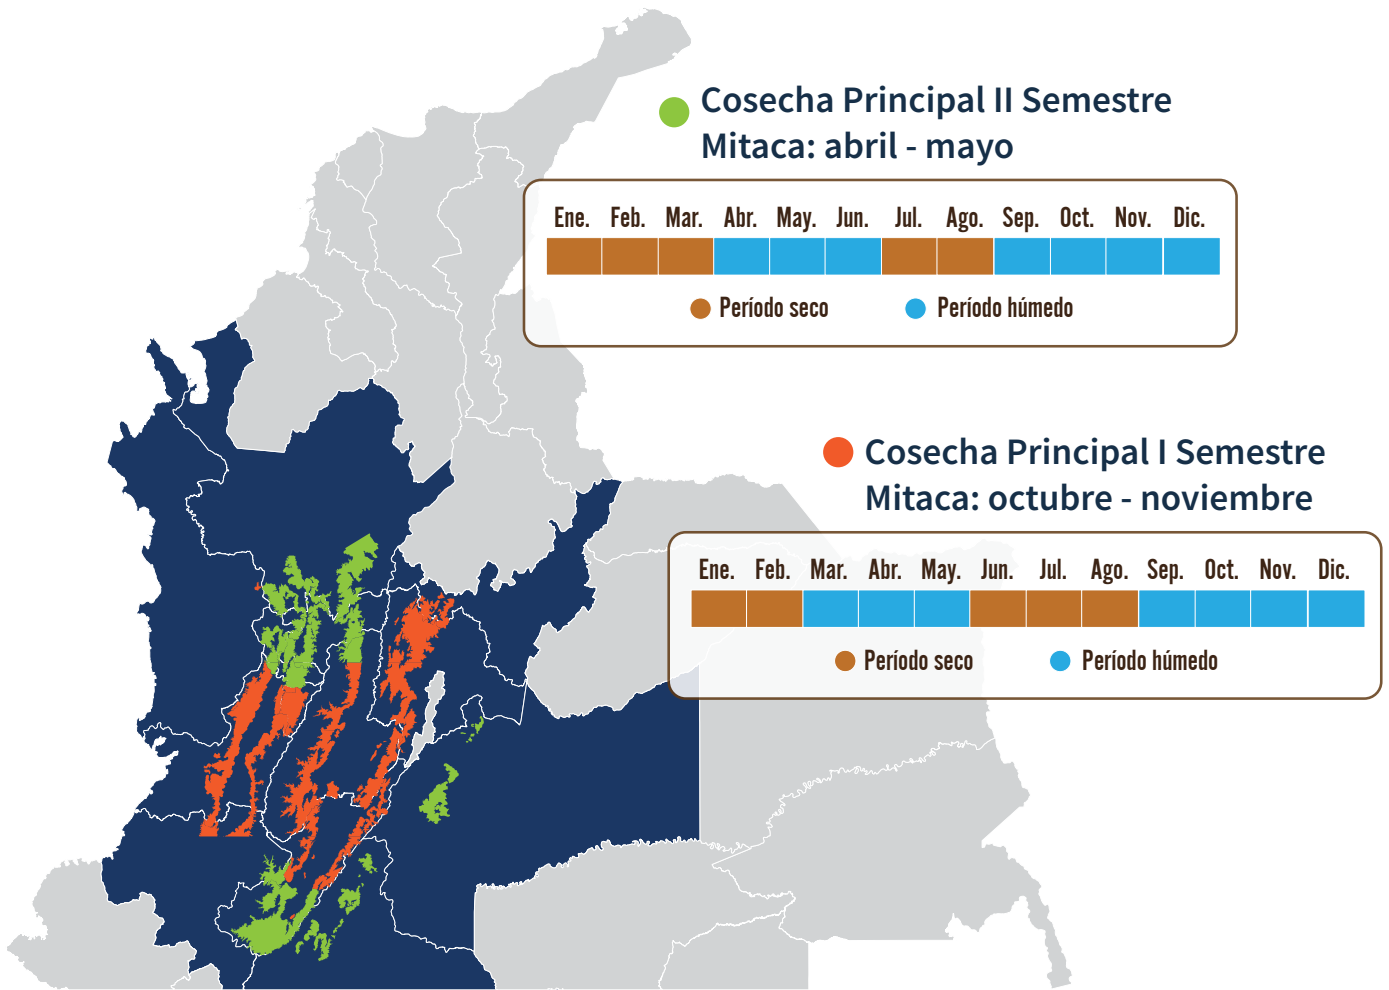 Cosecha Principal II Semestre
Mitaca: abril - mayo
Ene. Feb. Mar. Abr. May. Jun. Jul. Ago. Sep. Oct. Nov. Dic.
Período seco Período húmedo
Cosecha Principal I Semestre
Mitaca: octubre - noviembre
Ene. Feb. Mar. Abr. May. Jun. Jul. Ago. Sep. Oct. Nov. Dic.
Período seco Período húmedo